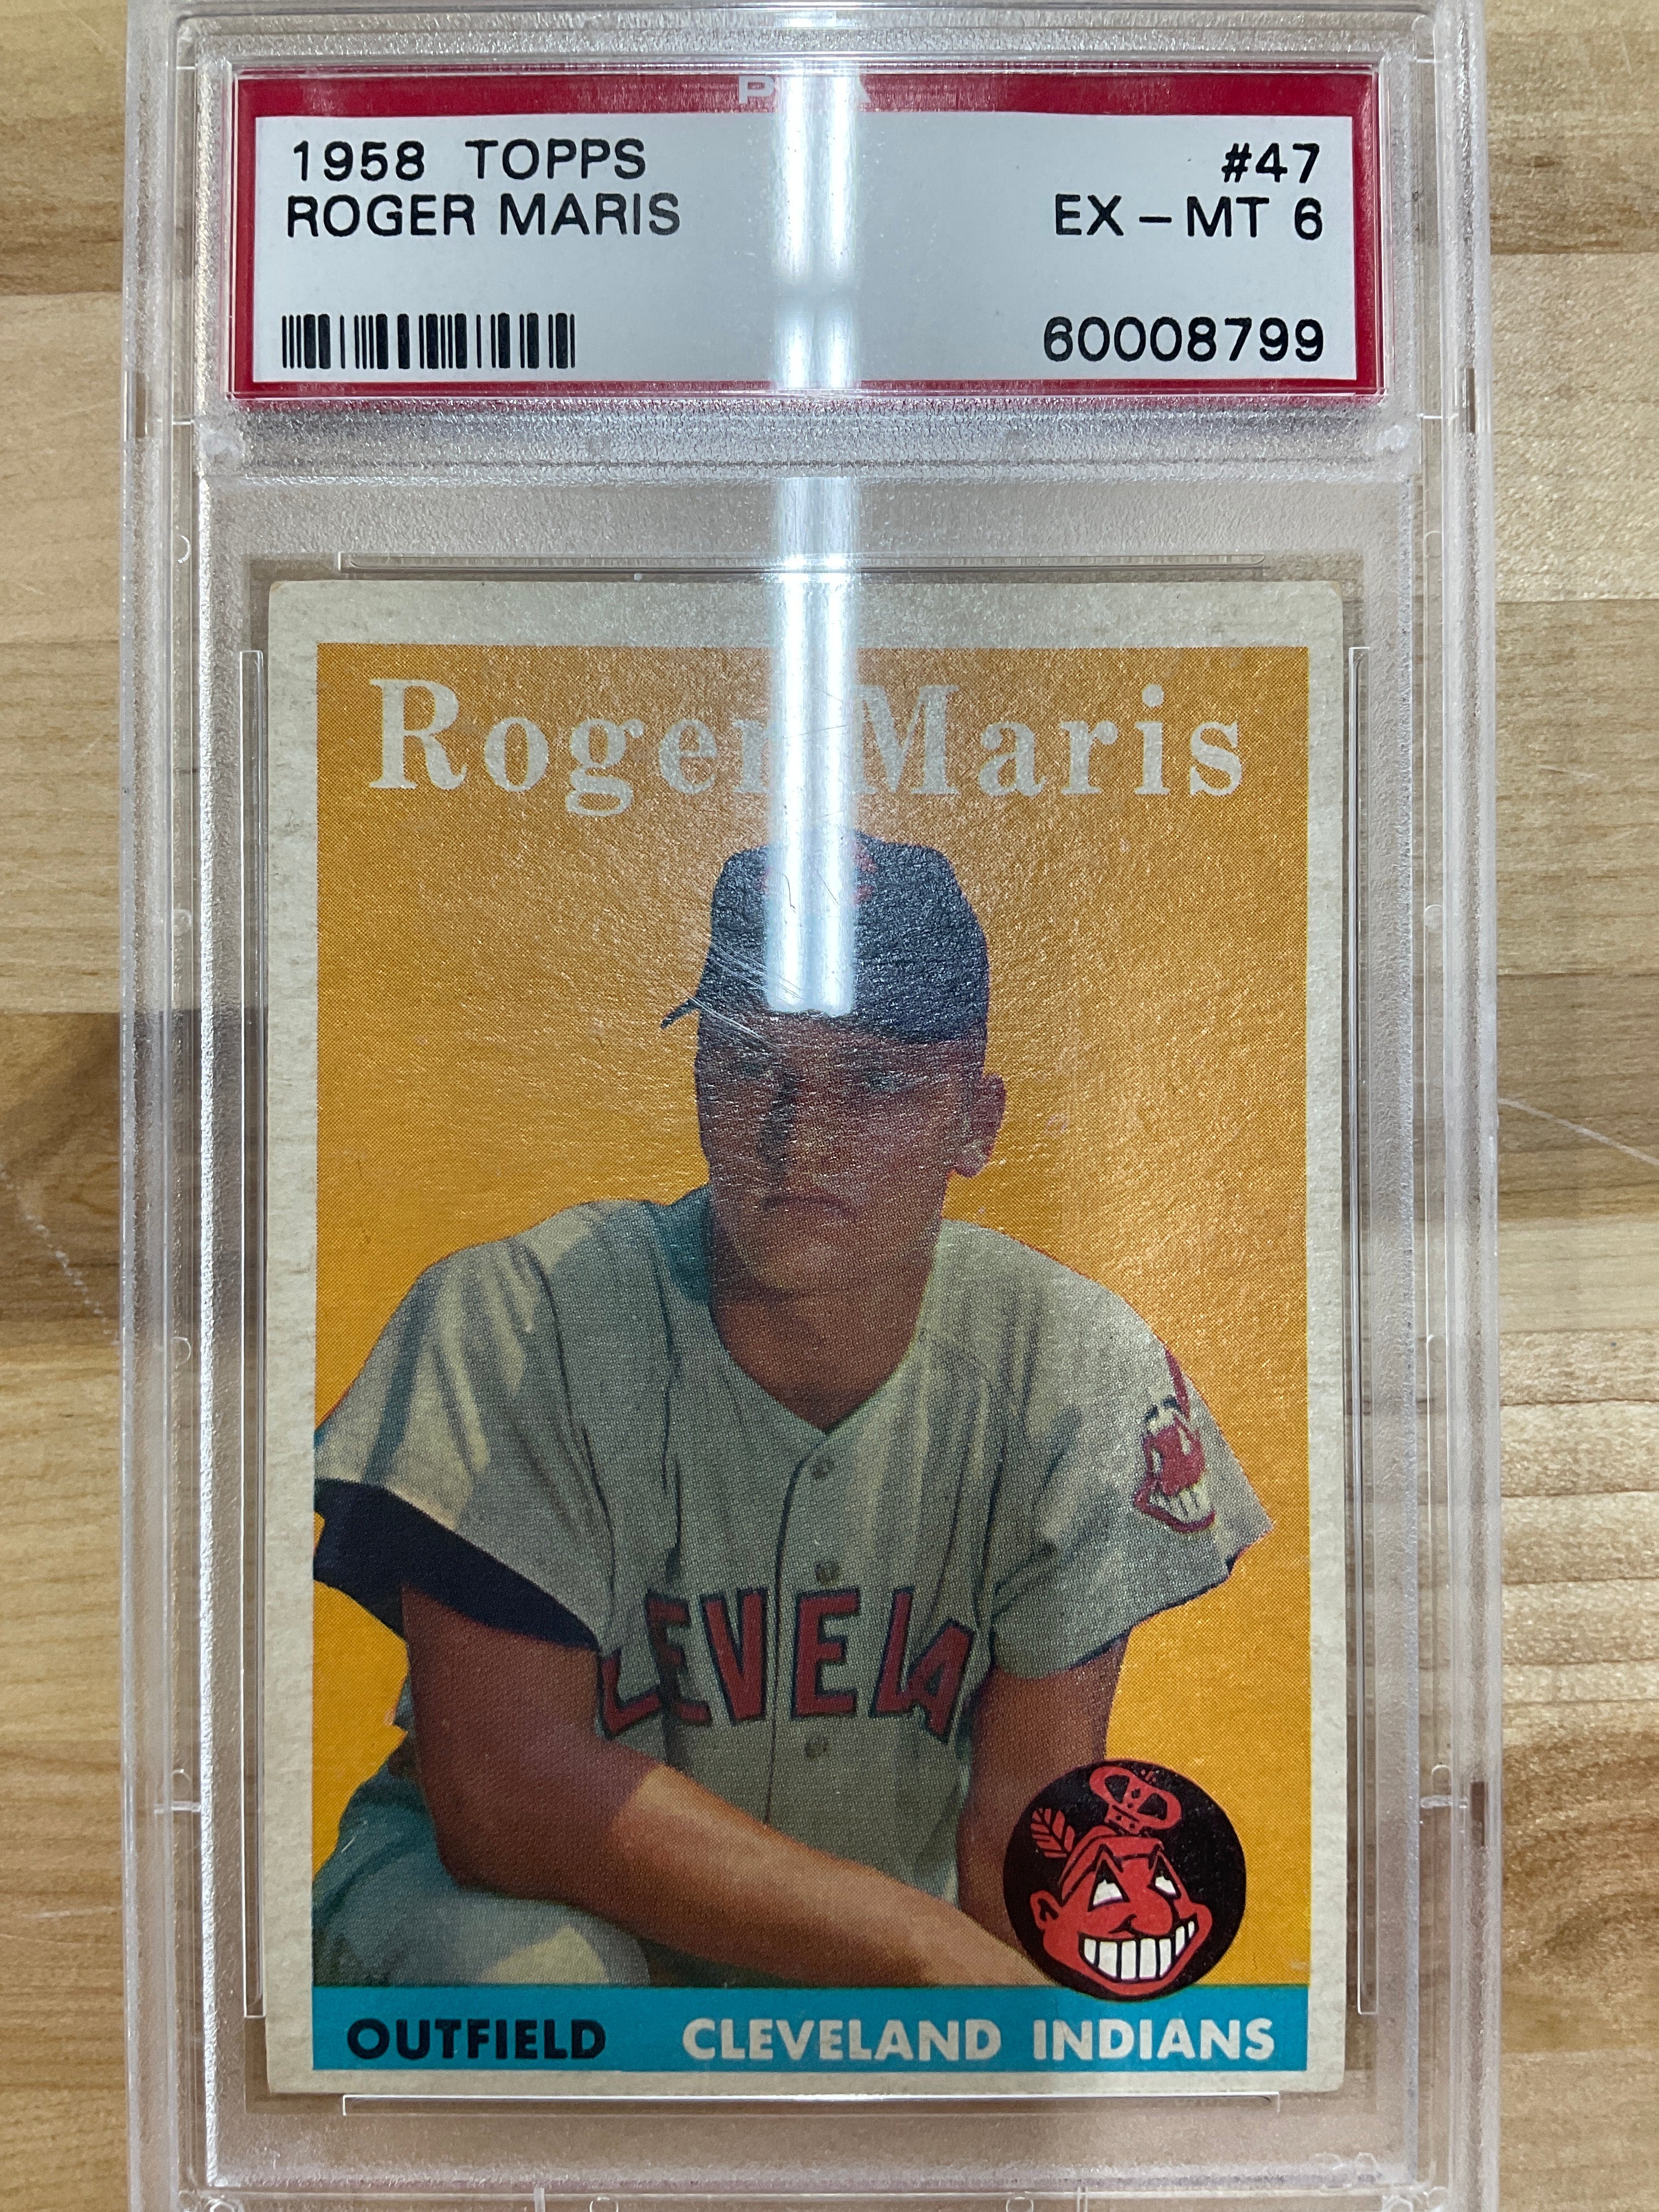 1958 TOPPS #47
ROGER MARIS EX-MT 6
60008799
Roger Maris
CLEVELA
OUTFIELD CLEVELAND INDIANS